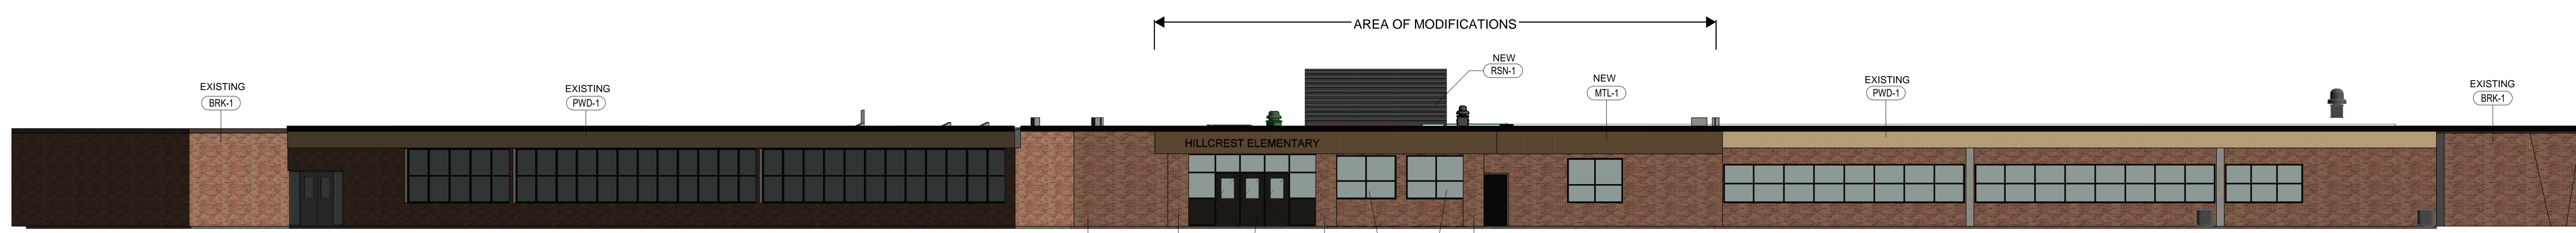 AREA OF MODIFICATIONS
NEW
RSN-1
NEW
MTL-1
EXISTING
BRK-1
EXISTING
PWD-1
EXISTING
PWD-1
EXISTING
BRK-1
HILLCREST ELEMENTARY